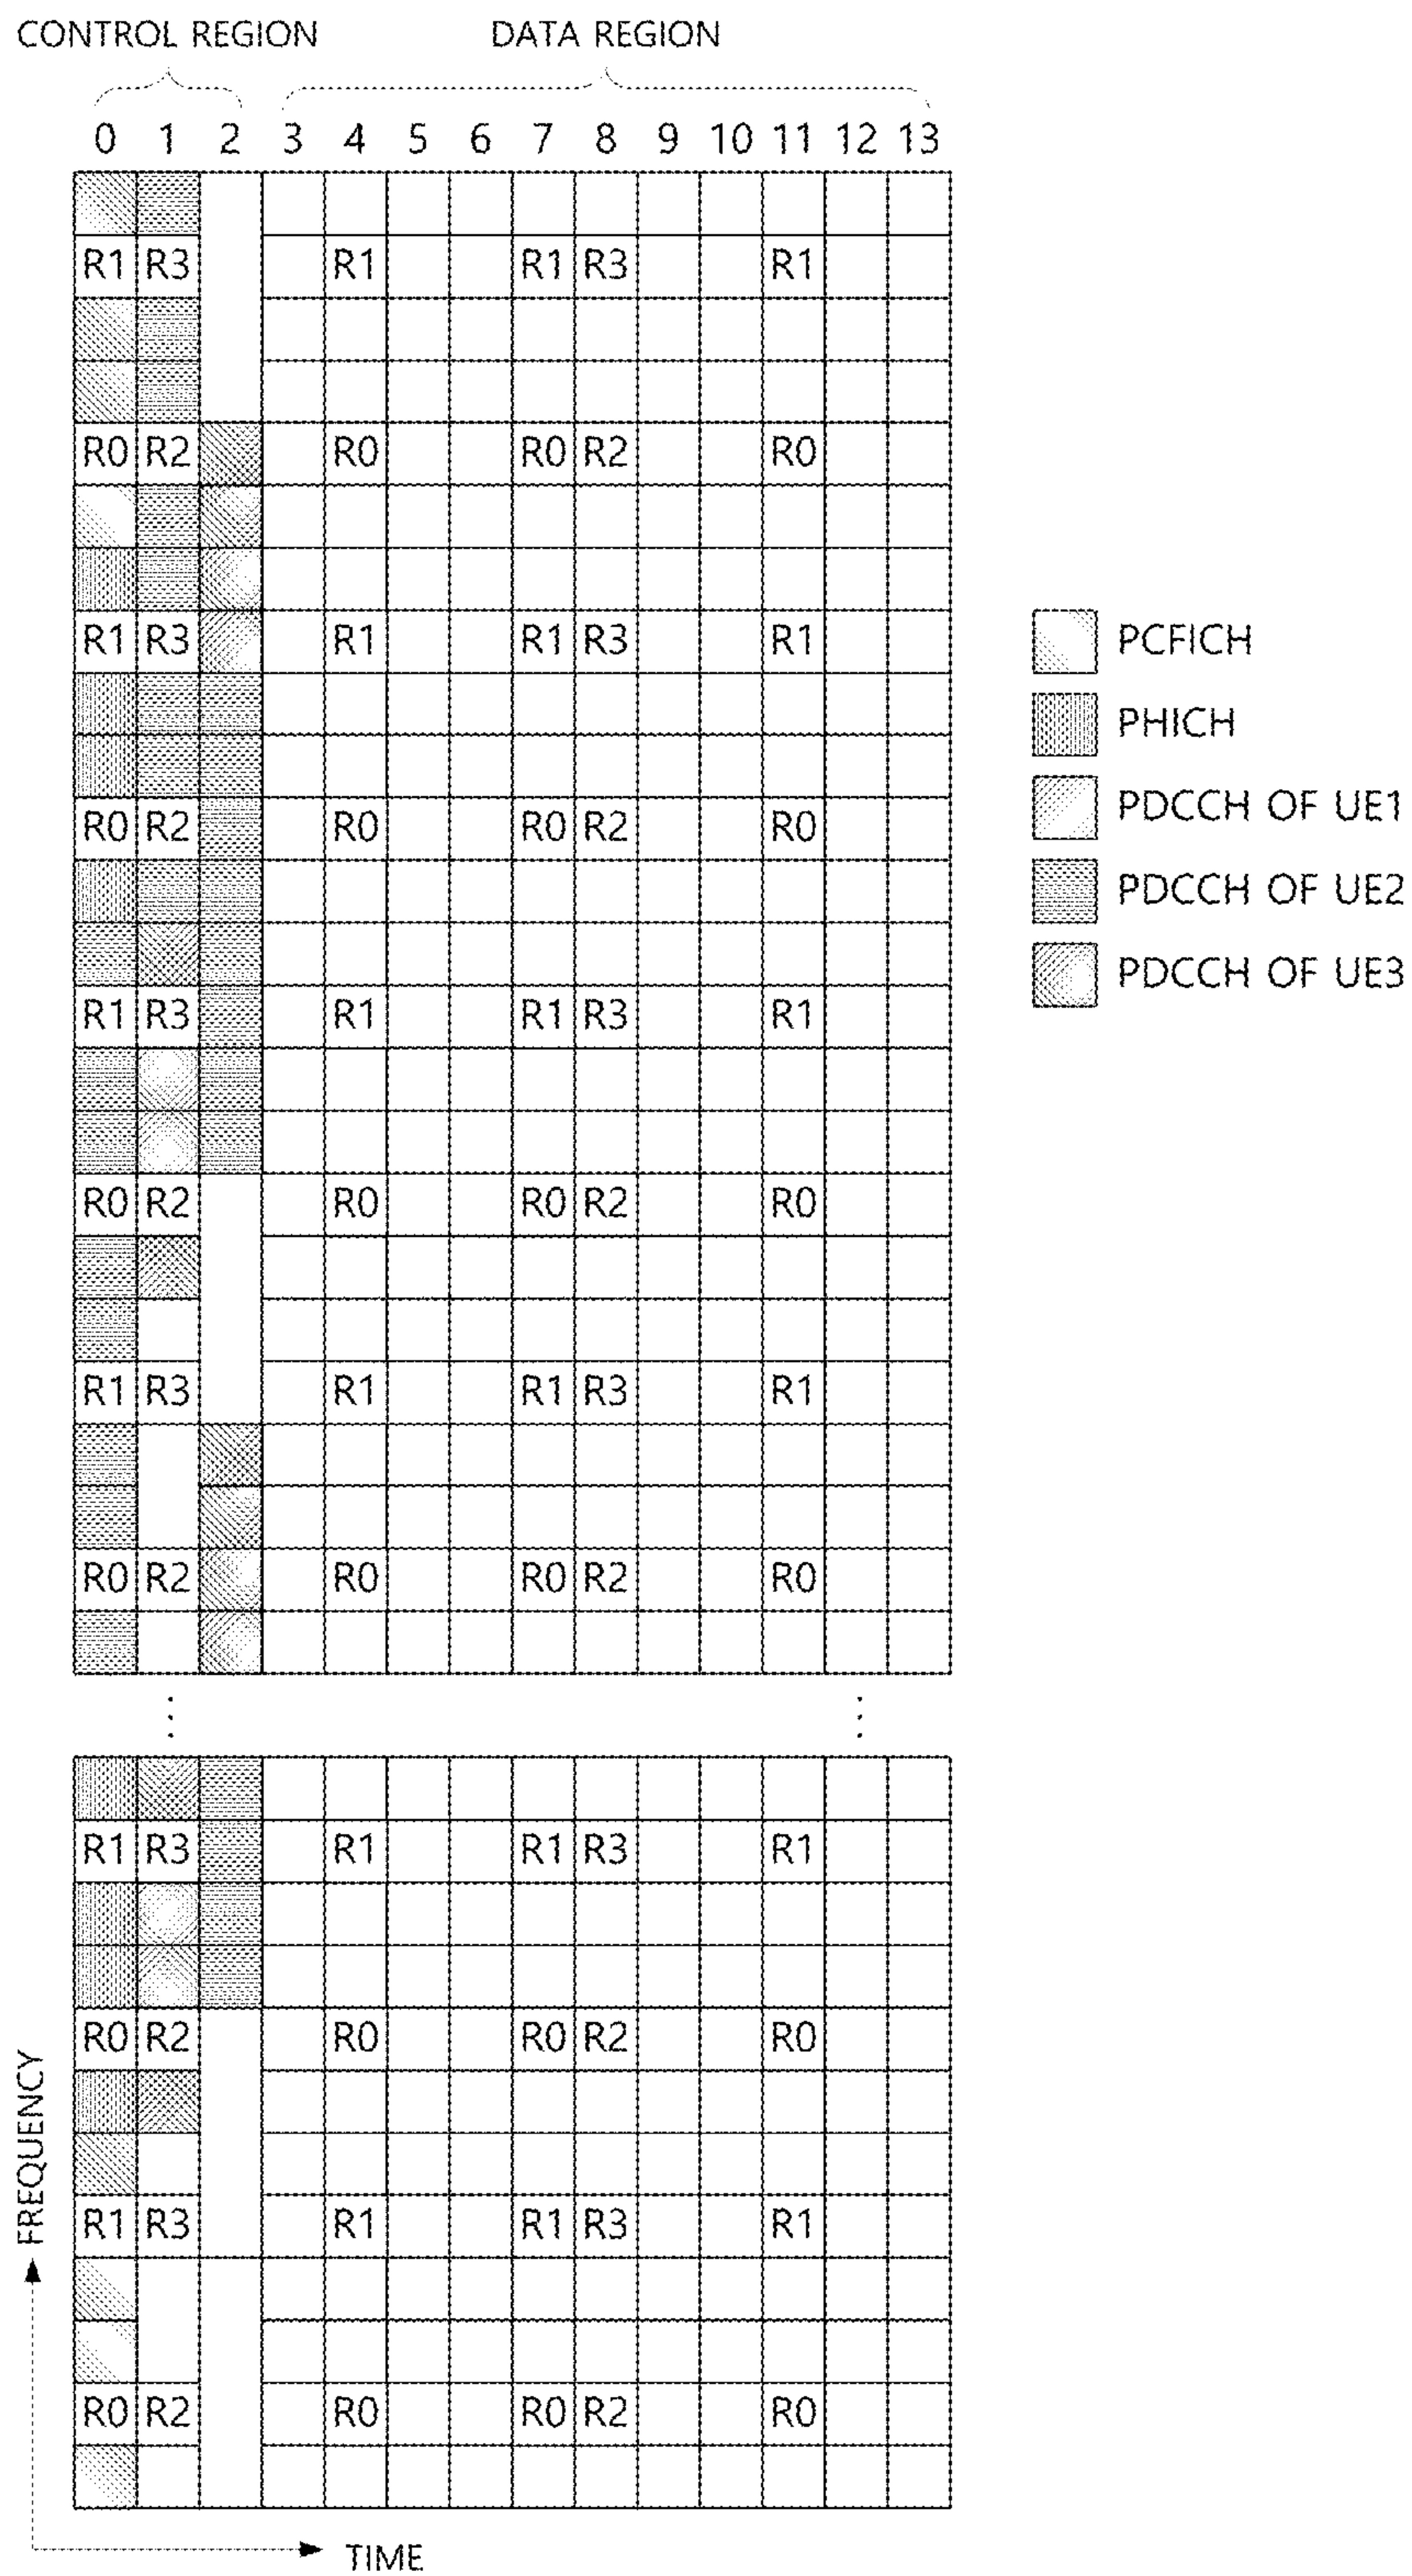 CONTROL REGION DATA REGION
0 1 2 3 4 5 6 7 8 9 10 11 12 13
R1 R3 R1 R1 R3 R1
R0 R2 R0 R0 R2 R0
R1 R3 R1 R1 R3 R1
R0 R2 R0 R0 R2 R0
R1 R3 R1 R1 R3 R1
R0 R2 R0 R0 R2 R0
R1 R3 R1 R1 R3 R1
R0 R2 R0 R0 R2 R0
R1 R3 R1 R1 R3 R1
R0 R2 R0 R0 R2 R0
R1 R3 R1 R1 R3 R1
R0 R2 R0 R0 R2 R0
PCFICH
PHICH
PDCCH OF UE1
PDCCH OF UE2
PDCCH OF UE3
FREQUENCY
TIME